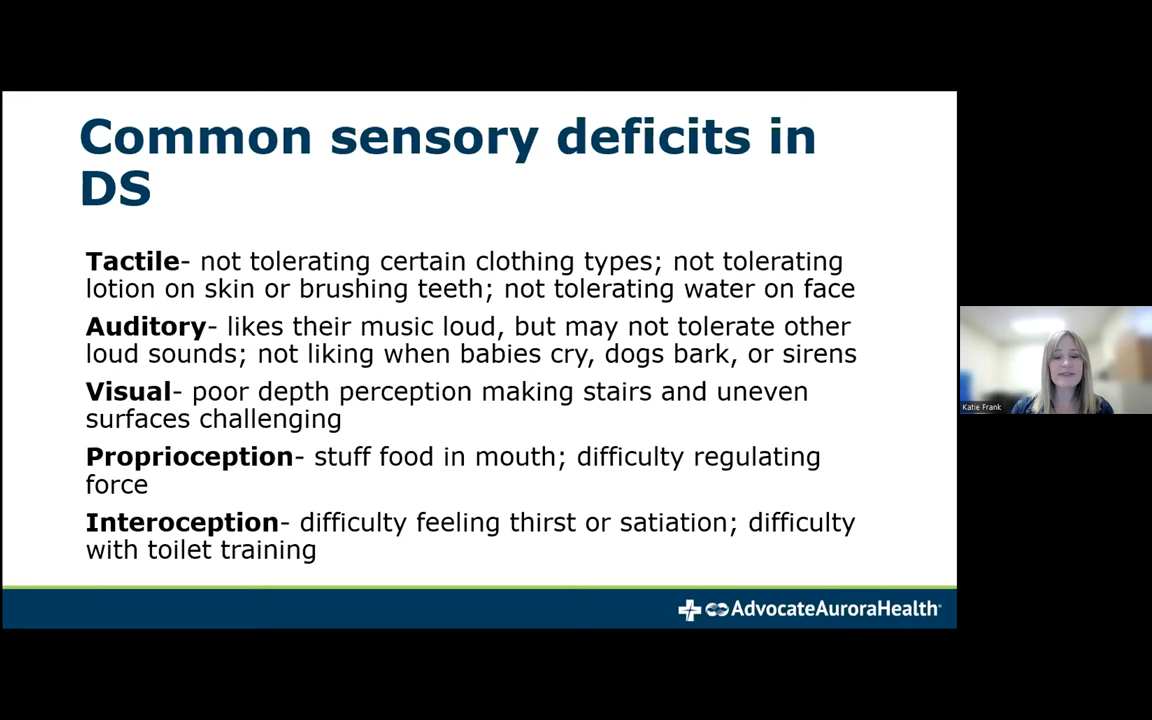 Common sensory deficits in
DS
Tactile- not tolerating certain clothing types; not tolerating
lotion on skin or brushing teeth; not tolerating water on face
Auditory- likes their music loud, but may not tolerate other
loud sounds; not liking when babies cry, dogs bark, or sirens
Visual- poor depth perception making stairs and uneven
surfaces challenging
Proprioception- stuff food in mouth; difficulty regulating
force
Interoception- difficulty feeling thirst or satiation; difficulty
with toilet training
AdvocateAuroraHealth®
Katie Frank